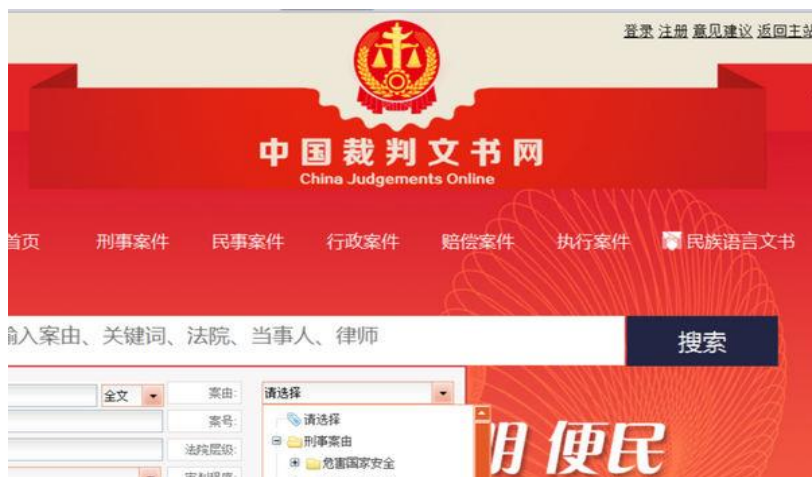 登录 注册 意见建议 返回主站
中国裁判文书网
China Judgements Online
首页 刑事案件 民事案件 行政案件 赔偿案件 执行案件 民族语言文书
输入案由、关键词、法院、当事人、律师
搜索
全文 案由: 请选择
案号: 请选择
刑事案由
法院层级: 危害国家安全
便民